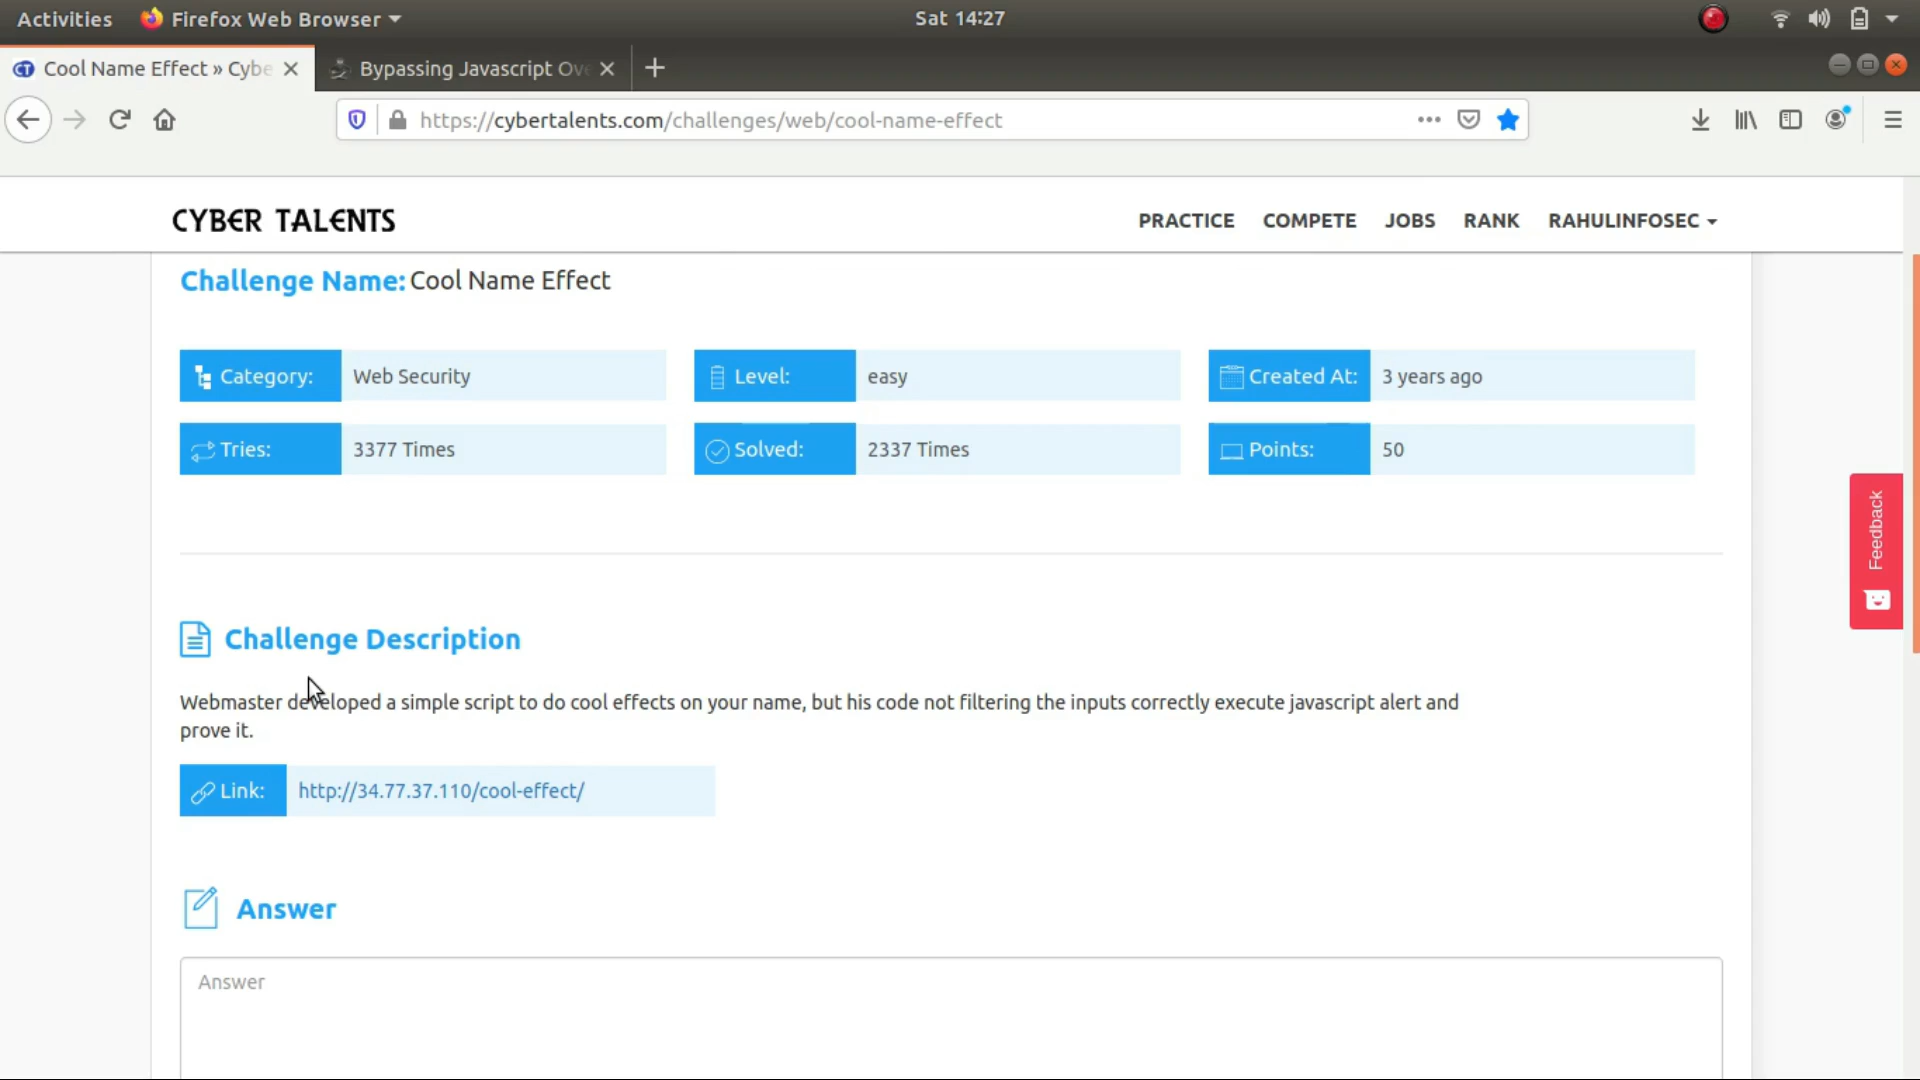 Activities Firefox Web Browser Sat 14:27
Cool Name Effect » Cybe Bypassing Javascript Ov
https://cybertalents.com/challenges/web/cool-name-effect
CYBER TALENTS PRACTICE COMPETE JOBS RANK RAHULINFOSEC
Challenge Name: Cool Name Effect
Category: Web Security Level: easy Created At: 3 years ago
Tries: 3377 Times Solved: 2337 Times Points: 50
Feedback
Challenge Description
Webmaster developed a simple script to do cool effects on your name, but his code not filtering the inputs correctly execute javascript alert and
prove it.
Link: http://34.77.37.110/cool-effect/
Answer
Answer